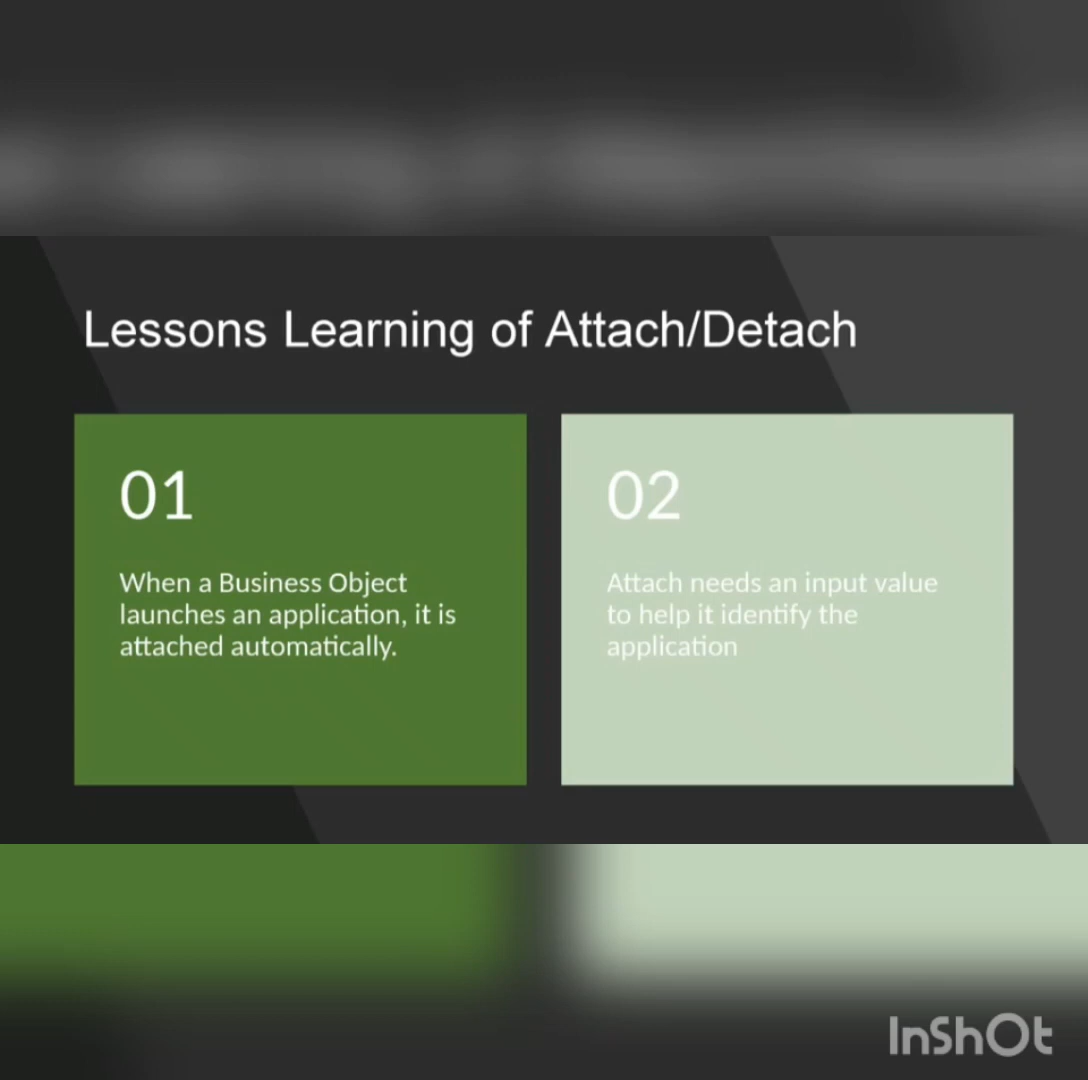 Lessons Learning of Attach/Detach
01
When a Business Object
launches an application, it is
attached automatically.
02
Attach needs an input value
to help it identify the
application
InShOt